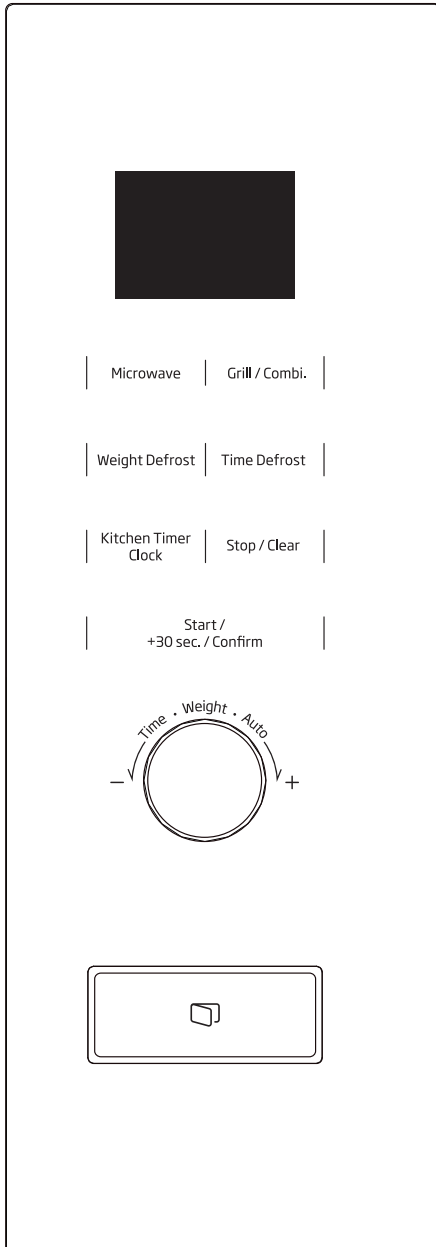 Microwave
Grill / Combi.
Weight Defrost
Time Defrost
Kitchen Timer
Clock
Stop / Clear
Start /
+30 sec. / Confirm
Time . Weight . Auto
− +